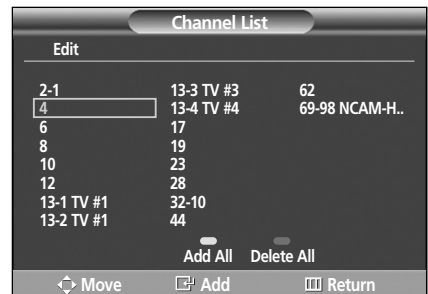 Channel List
Edit
2-1 13-3 TV #3 62
4 13-4 TV #4 69-98 NCAM-H..
6 17
8 19
10 23
12 28
13-1 TV #1 32-10
13-2 TV #1 44
Add All Delete All
Move Add Return